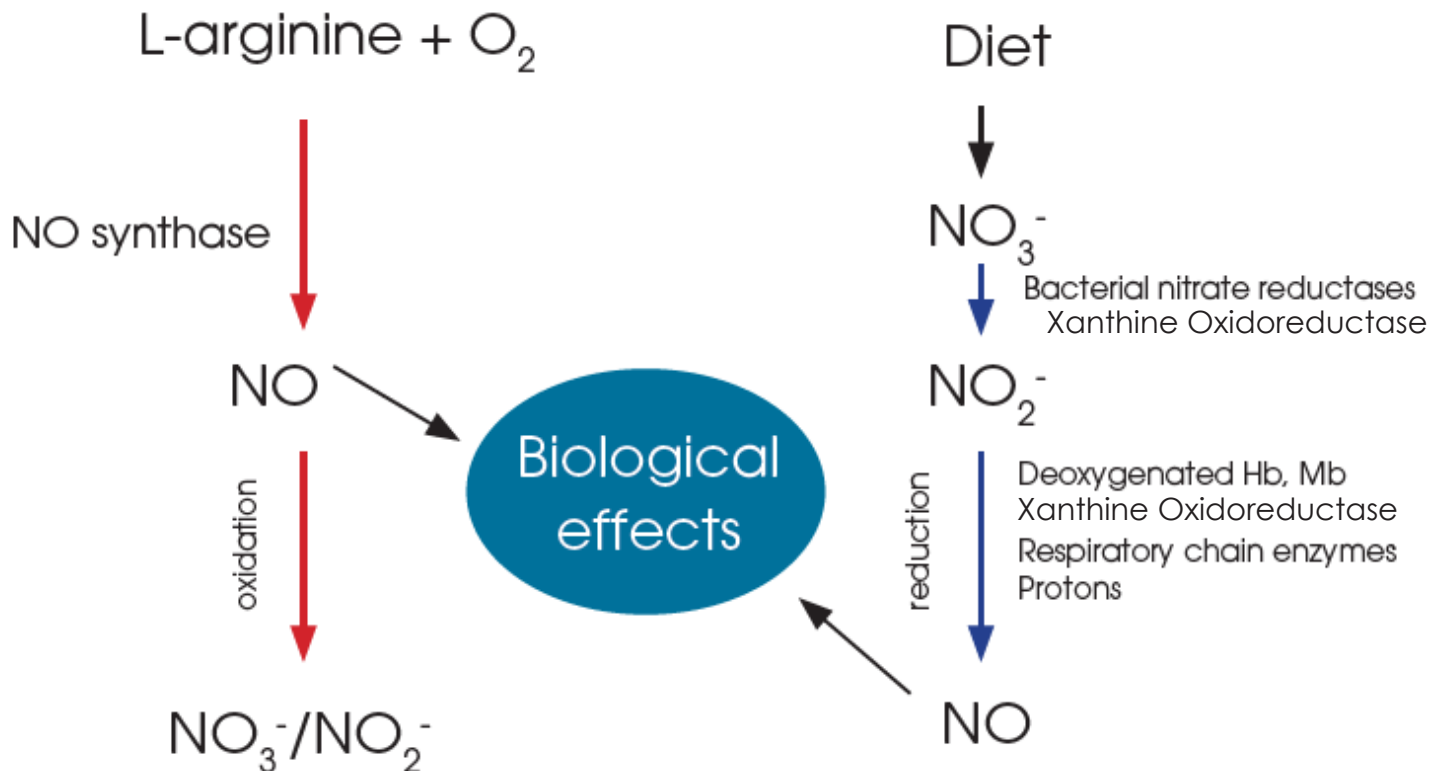 L-arginine + O₂
NO synthase
NO
oxidation
NO₃⁻/NO₂⁻
Biological
effects
Diet
NO₃⁻
Bacterial nitrate reductases
Xanthine Oxidoreductase
NO₂⁻
reduction
Deoxygenated Hb, Mb
Xanthine Oxidoreductase
Respiratory chain enzymes
Protons
NO